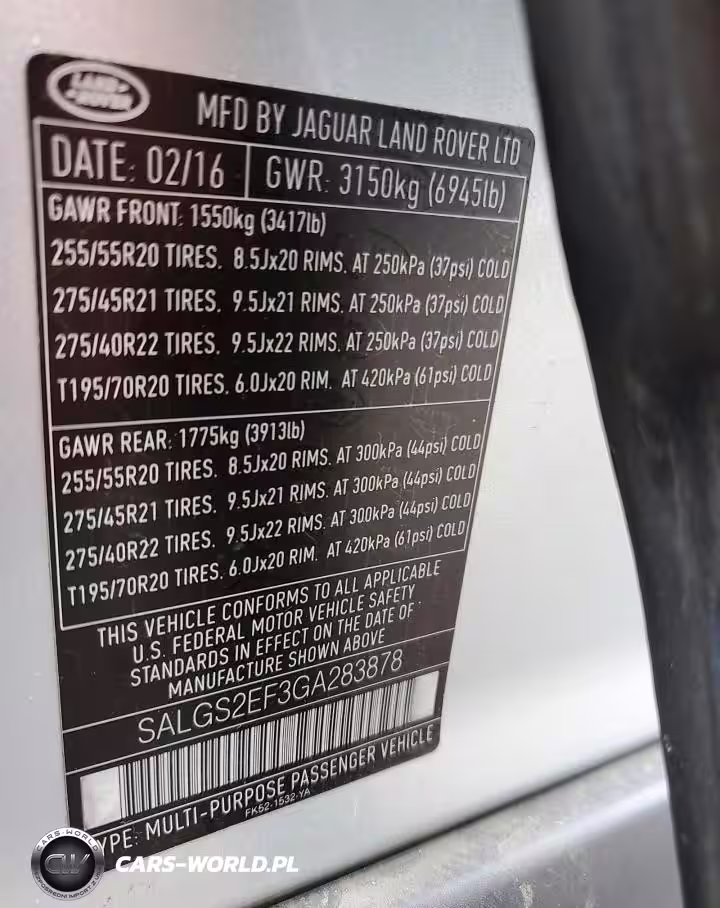 LAND ROVER
MFD BY JAGUAR LAND ROVER LTD
DATE: 02/16 GWR: 3150kg (6945lb)
GAWR FRONT: 1550kg (3417lb)
255/55R20 TIRES. 8.5Jx20 RIMS. AT 250kPa (37psi) COLD
275/45R21 TIRES. 9.5Jx21 RIMS. AT 250kPa (37psi) COLD
275/40R22 TIRES. 9.5Jx22 RIMS. AT 250kPa (37psi) COLD
T195/70R20 TIRES. 6.0Jx20 RIM. AT 420kPa (61psi) COLD
GAWR REAR: 1775kg (3913lb)
255/55R20 TIRES. 8.5Jx20 RIMS. AT 300kPa (44psi) COLD
275/45R21 TIRES. 9.5Jx21 RIMS. AT 300kPa (44psi) COLD
275/40R22 TIRES. 9.5Jx22 RIMS. AT 300kPa (44psi) COLD
T195/70R20 TIRES. 6.0Jx20 RIM. AT 420kPa (61psi) COLD
THIS VEHICLE CONFORMS TO ALL APPLICABLE
U.S. FEDERAL MOTOR VEHICLE SAFETY
STANDARDS IN EFFECT ON THE DATE OF
MANUFACTURE SHOWN ABOVE
SALGS2EF3GA283878
YPE: MULTI-PURPOSE PASSENGER VEHICLE
FK52-1532-YA
CARS-WORLD
CW
CARS-WORLD.PL